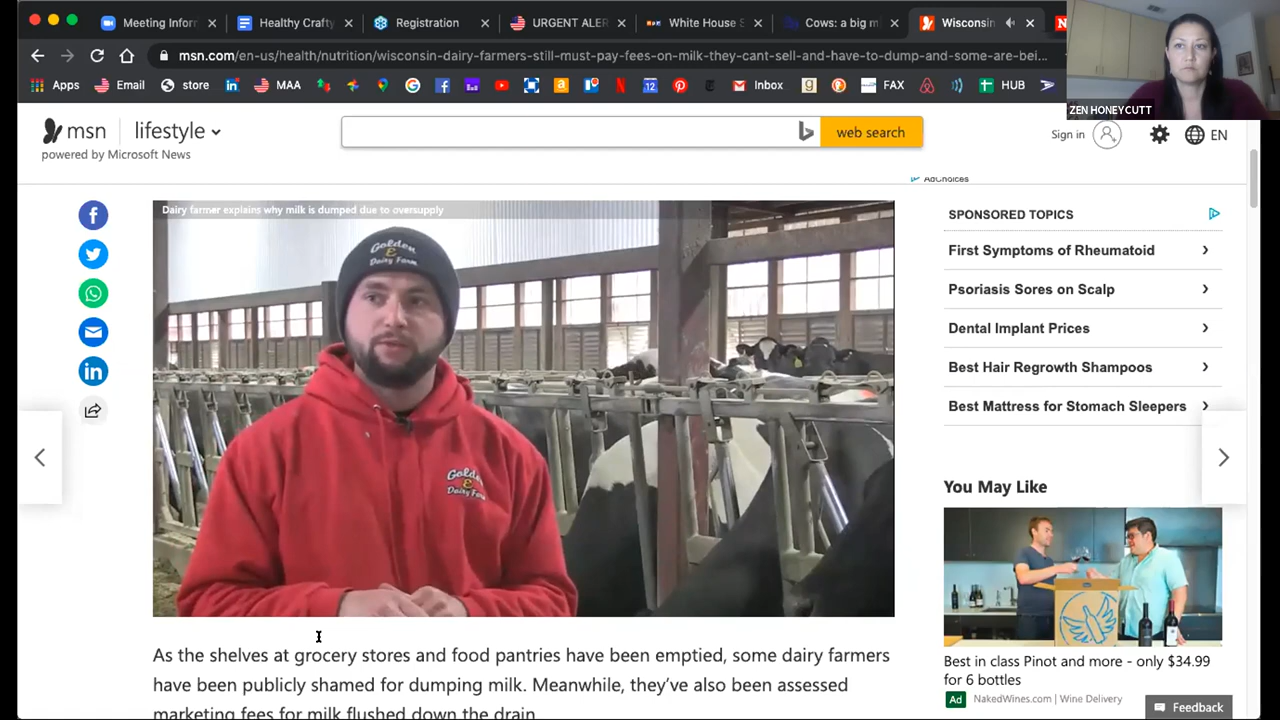 Meeting Infor
Healthy Crafty
Registration
URGENT ALER
White House S
Cows: a big m
Wisconsin
msn.com/en-us/health/nutrition/wisconsin-dairy-farmers-still-must-pay-fees-on-milk-they-cant-sell-and-have-to-dump-and-some-are-bei...
Apps
Email
store
MAA
Inbox
FAX
HUB
ZEN HONEYCUTT
msn
lifestyle
powered by Microsoft News
web search
Sign in
EN
AdChoices
Dairy farmer explains why milk is dumped due to oversupply
Golden
E
Dairy Farm
Golden
E
Dairy Farm
SPONSORED TOPICS
First Symptoms of Rheumatoid
Psoriasis Sores on Scalp
Dental Implant Prices
Best Hair Regrowth Shampoos
Best Mattress for Stomach Sleepers
You May Like
Best in class Pinot and more - only $34.99
for 6 bottles
Ad NakedWines.com | Wine Delivery
Feedback
As the shelves at grocery stores and food pantries have been emptied, some dairy farmers
have been publicly shamed for dumping milk. Meanwhile, they've also been assessed
marketing fees for milk flushed down the drain